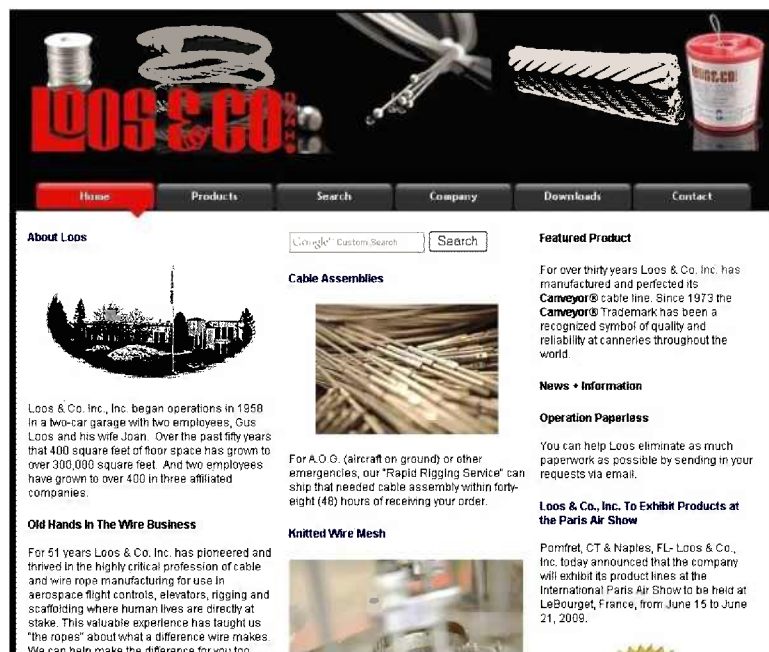 LOOS & CO INC
LOOS&CO
Home Products Search Company Downloads Contact
About Loos
Loos & Co. Inc., Inc. began operations in 1958
in a two-car garage with two employees, Gus
Loos and his wife Joan. Over the past fifty years
that 400 square feet of floor space has grown to
over 300,000 square feet. And two employees
have grown to over 400 in three affiliated
companies.
Old Hands In The Wire Business
For 51 years Loos & Co. Inc. has pioneered and
thrived in the highly critical profession of cable
and wire rope manufacturing for use in
aerospace flight controls, elevators, rigging and
scaffolding where human lives are directly at
stake. This valuable experience has taught us
"the ropes" about what a difference wire makes.
We can help make the difference for you too.
Google™ Custom Search Search
Cable Assemblies
For A.O.G. (aircraft on ground) or other
emergencies, our "Rapid Rigging Service" can
ship that needed cable assembly within forty-
eight (48) hours of receiving your order.
Knitted Wire Mesh
Featured Product
For over thirty years Loos & Co. Inc. has
manufactured and perfected its
Canveyor® cable line. Since 1973 the
Canveyor® Trademark has been a
recognized symbol of quality and
reliability at canneries throughout the
world.
News + Information
Operation Paperless
You can help Loos eliminate as much
paperwork as possible by sending in your
requests via email.
Loos & Co., Inc. To Exhibit Products at
the Paris Air Show
Pomfret, CT & Naples, FL- Loos & Co.,
Inc. today announced that the company
will exhibit its product lines at the
International Paris Air Show to be held at
LeBourget, France, from June 15 to June
21, 2009.